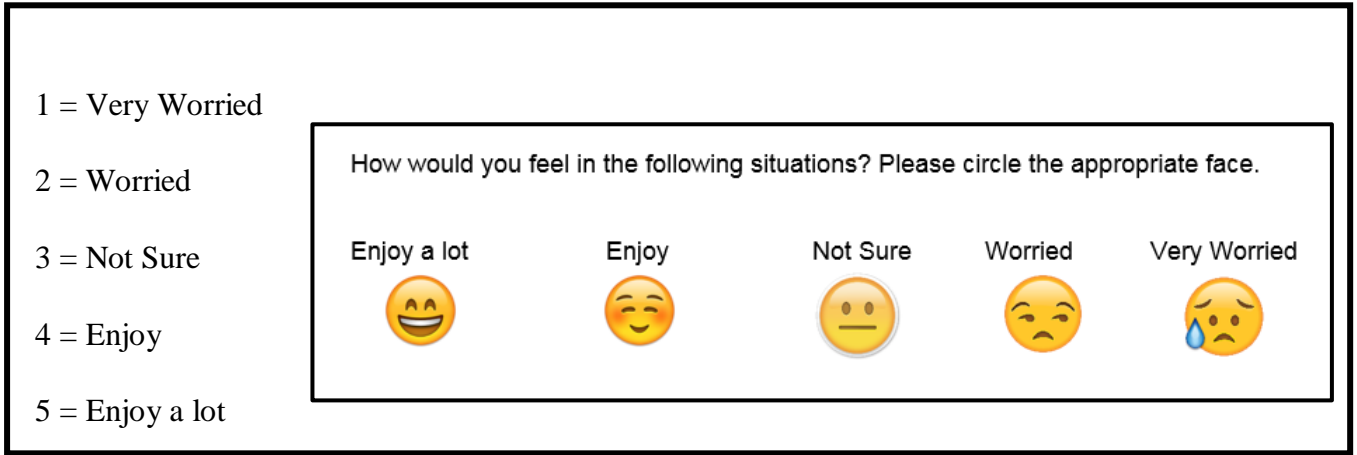 1 = Very Worried
2 = Worried
3 = Not Sure
4 = Enjoy
5 = Enjoy a lot
How would you feel in the following situations? Please circle the appropriate face.
Enjoy a lot Enjoy Not Sure Worried Very Worried